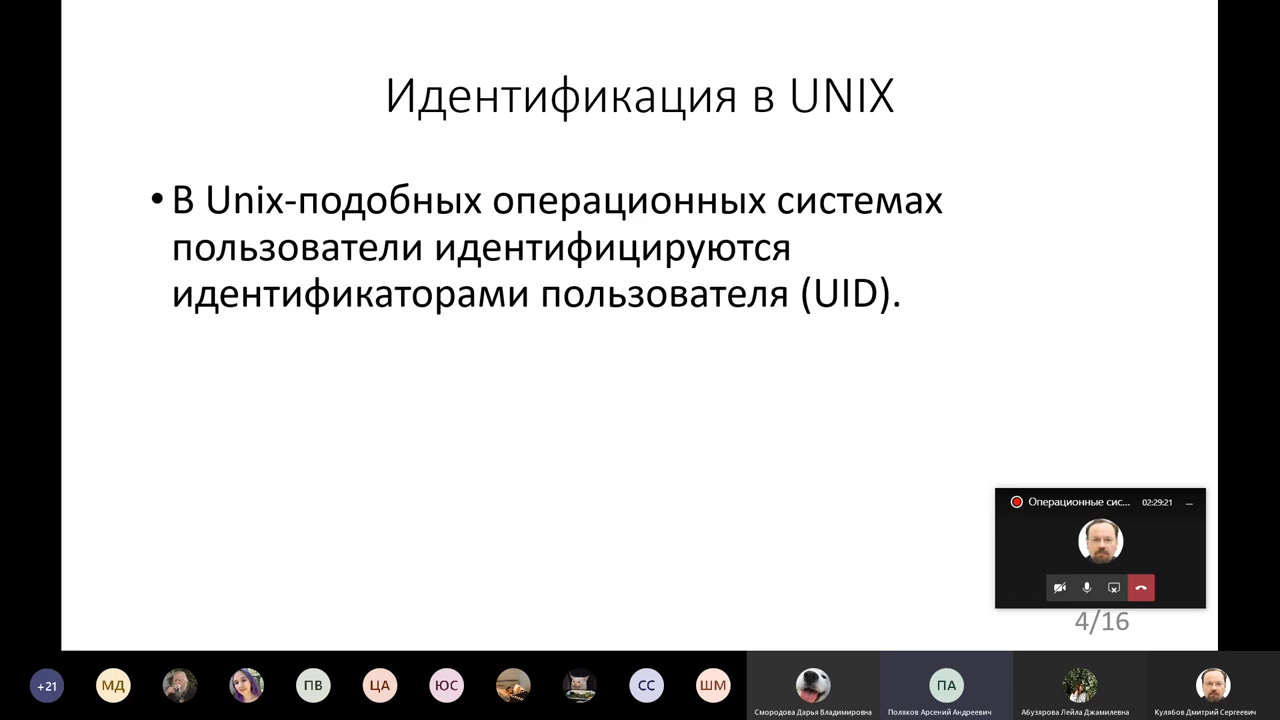 Идентификация в UNIX
• В Unix-подобных операционных системах
пользователи идентифицируются
идентификаторами пользователя (UID).
Операционные сис... 02:29:21
4/16
+21 МД ПВ ЦА ЮС СС ШМ ПА
Смородова Дарья Владимировна Поляков Арсений Андреевич Абузярова Лейла Джамилевна Кулябов Дмитрий Сергеевич